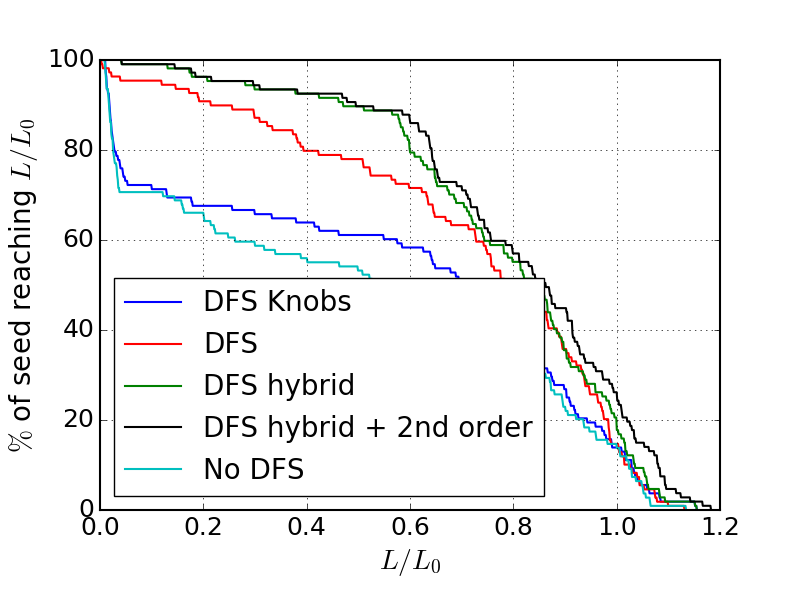 100
80
60
40
20
0
% of seed reaching L/L0
DFS Knobs
DFS
DFS hybrid
DFS hybrid + 2nd order
No DFS
0.0 0.2 0.4 0.6 0.8 1.0 1.2
L/L0